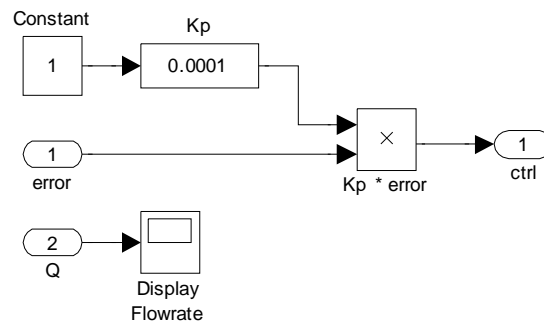 Constant
1
Kp
0.0001
1
error
×
Kp * error
1
ctrl
2
Q
Display
Flowrate